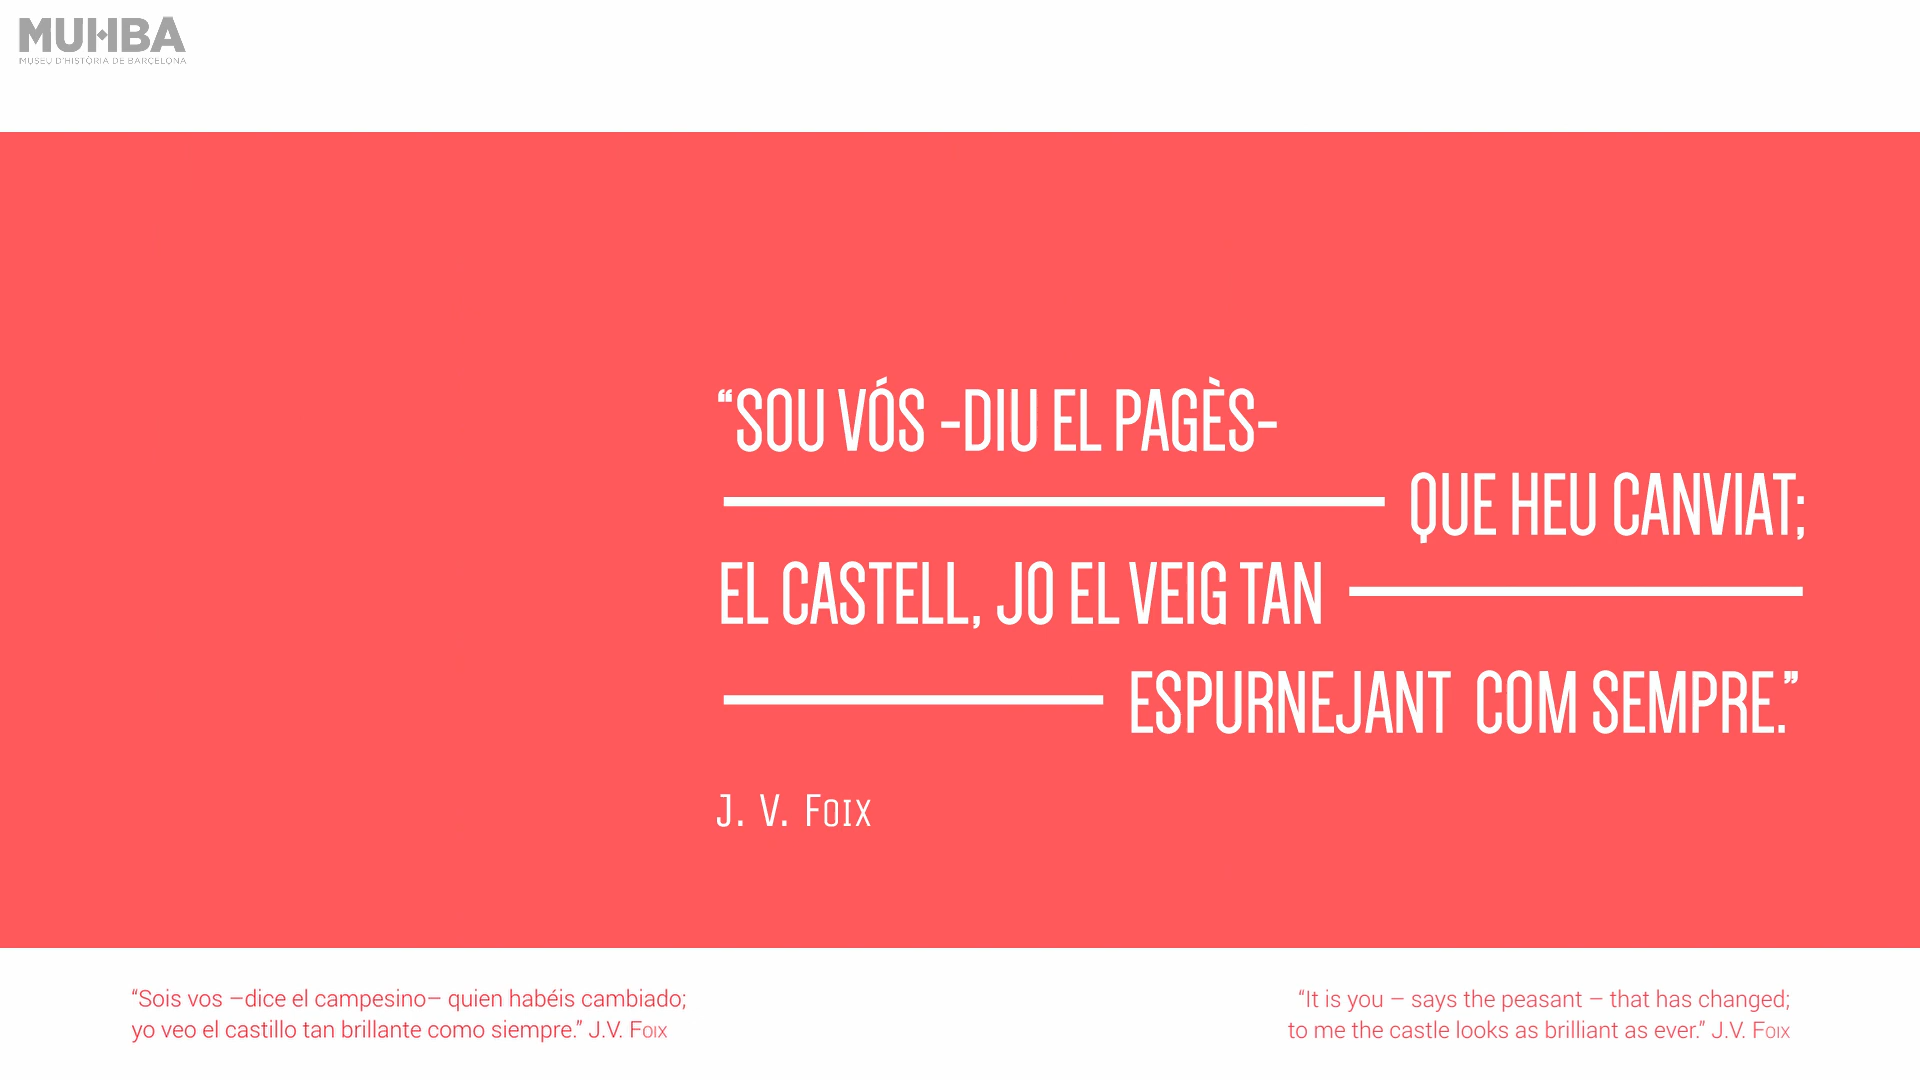 MUHBA
MUSEU D'HISTÒRIA DE BARCELONA
“SOU VÓS -DIU EL PAGÈS-
QUE HEU CANVIAT;
EL CASTELL, JO EL VEIG TAN
ESPURNEJANT COM SEMPRE.”
J. V. FOIX
“Sois vos –dice el campesino– quien habéis cambiado;
yo veo el castillo tan brillante como siempre.” J.V. FOIX
“It is you – says the peasant – that has changed;
to me the castle looks as brilliant as ever.” J.V. FOIX